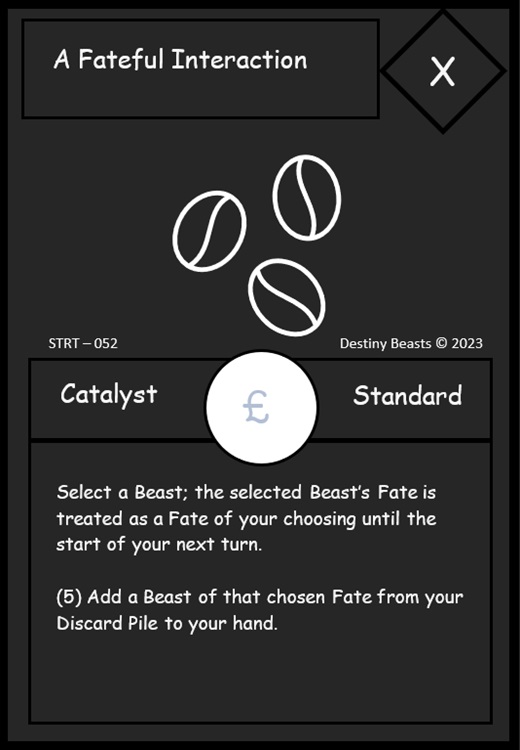 A Fateful Interaction
X
STRT – 052
Destiny Beasts © 2023
Catalyst
£
Standard
Select a Beast; the selected Beast's Fate is
treated as a Fate of your choosing until the
start of your next turn.
(5) Add a Beast of that chosen Fate from your
Discard Pile to your hand.